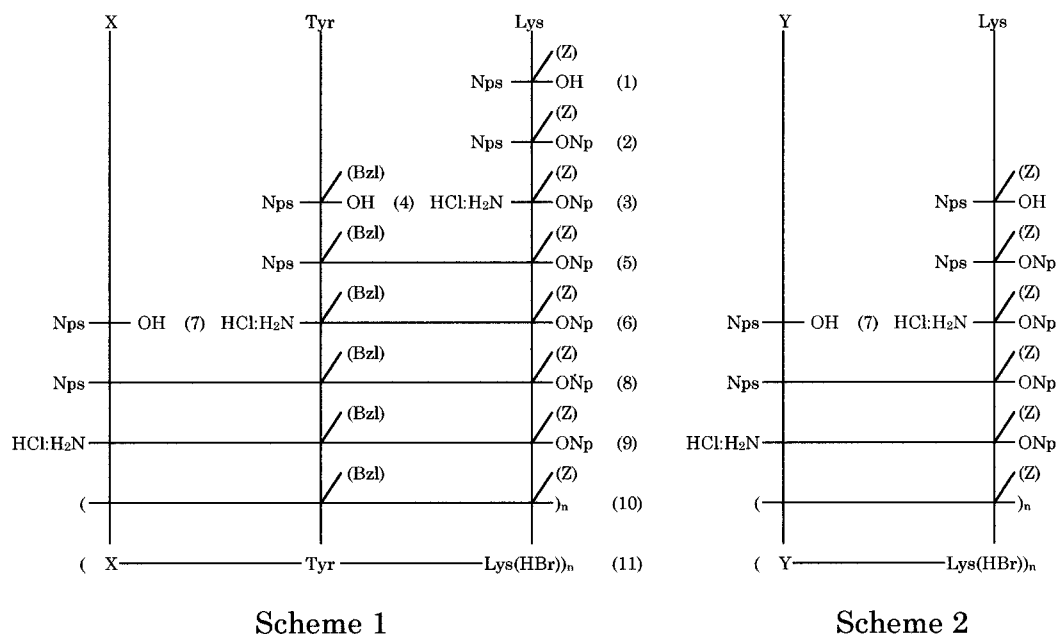 X Tyr Lys Y Lys
(Z)
Nps OH (1)
(Z)
Nps ONp (2)
(Bzl) (Z) (Z)
Nps OH (4) HCl:H₂N ONp (3) Nps OH
(Bzl) (Z) (Z)
Nps ONp (5) Nps ONp
(Bzl) (Z) (Z)
Nps OH (7) HCl:H₂N ONp (6) Nps OH (7) HCl:H₂N ONp
(Bzl) (Z) (Z)
Nps ONp (8) Nps ONp
(Bzl) (Z) (Z)
HCl:H₂N ONp (9) HCl:H₂N ONp
(Bzl) (Z) (Z)
( )ₙ (10) ( )ₙ
( X Tyr Lys(HBr))ₙ (11) ( Y Lys(HBr))ₙ
Scheme 1 Scheme 2